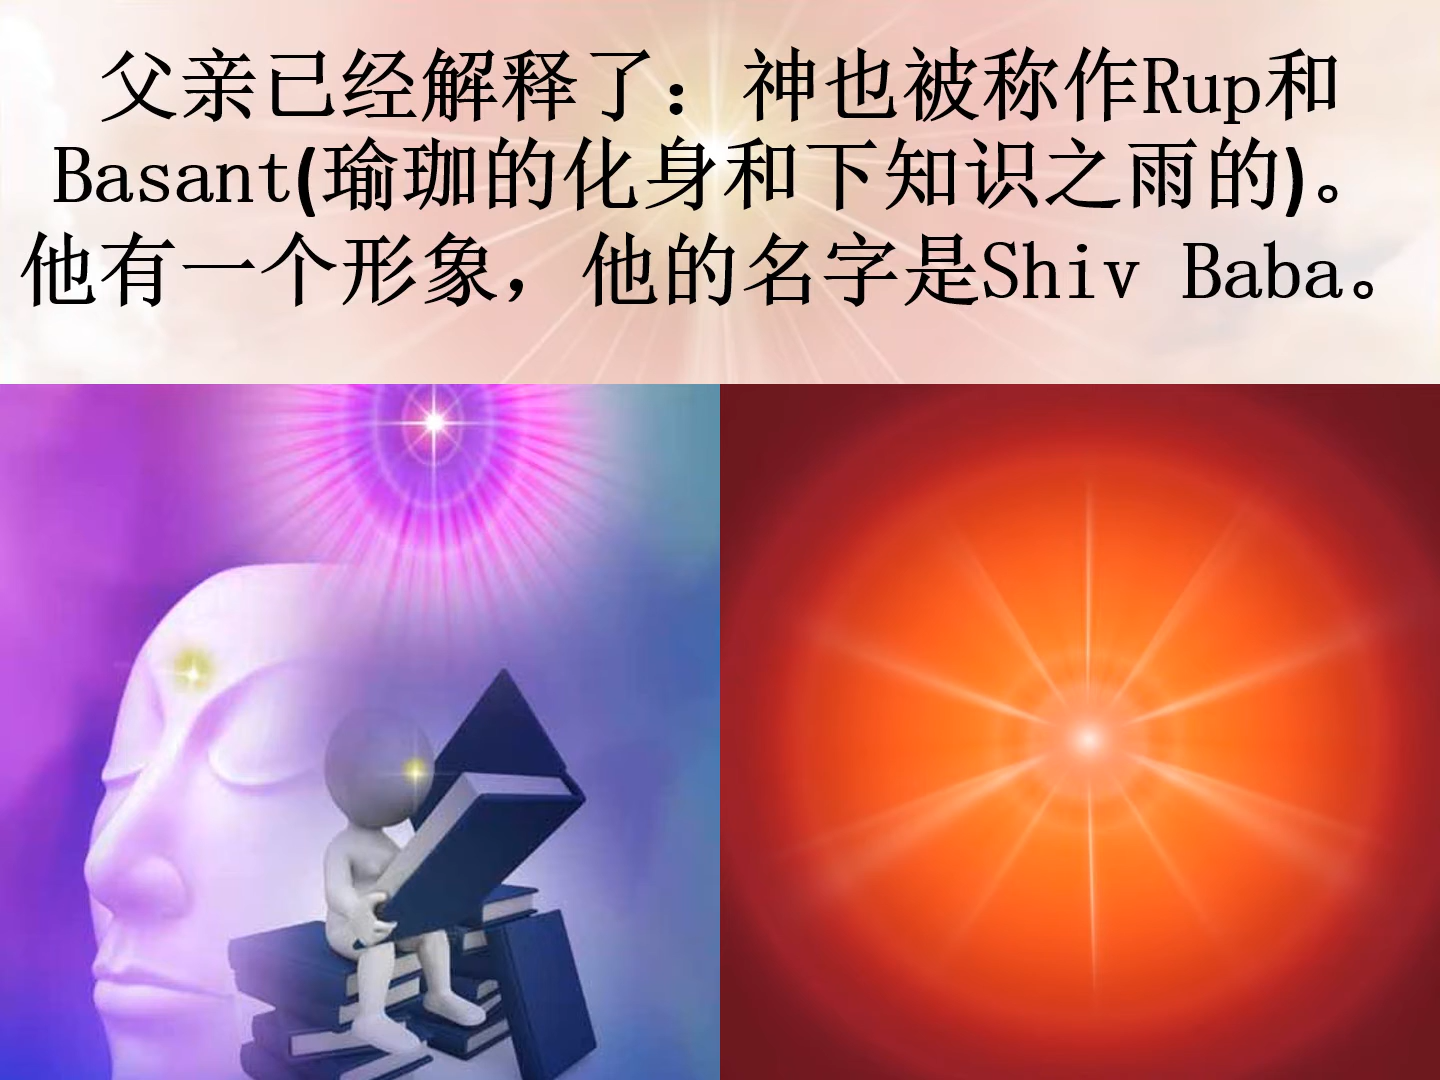 父亲已经解释了：神也被称作Rup和
Basant(瑜珈的化身和下知识之雨的)。
他有一个形象，他的名字是Shiv Baba。